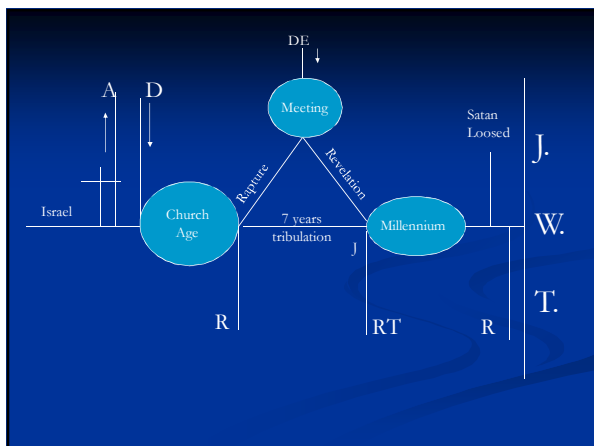 DE
A D
Meeting
Satan
Loosed
J.
Rapture
Revelation
Israel
Church
Age
7 years
tribulation
Millennium
W.
J
T.
R
RT
R